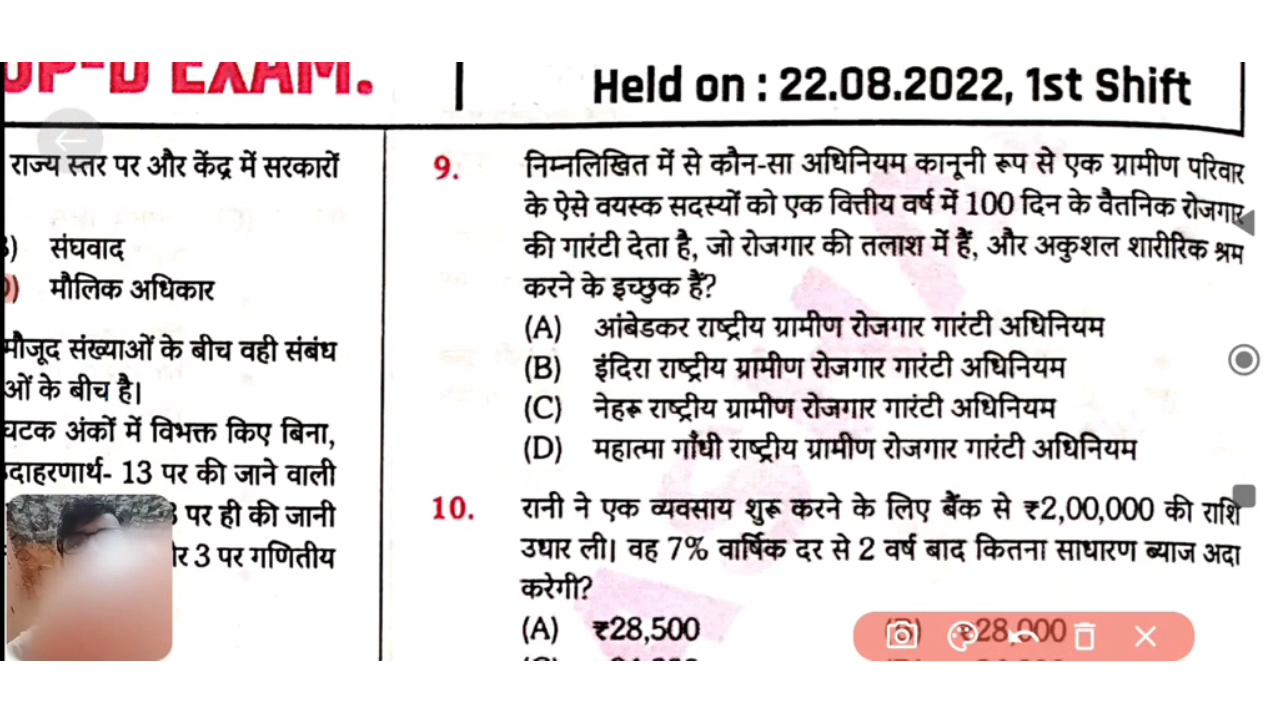 EXAM.
Held on : 22.08.2022, 1st Shift
राज्य स्तर पर और केंद्र में सरकारों
संघवाद
मौलिक अधिकार
मौजूद संख्याओं के बीच वही संबंध
ओं के बीच है।
घटक अंकों में विभक्त किए बिना,
दाहरणार्थ- 13 पर की जाने वाली
पर ही की जानी
3 पर गणितीय
9. निम्नलिखित में से कौन-सा अधिनियम कानूनी रूप से एक ग्रामीण परिवार
के ऐसे वयस्क सदस्यों को एक वित्तीय वर्ष में 100 दिन के वैतनिक रोजगार
की गारंटी देता है, जो रोजगार की तलाश में हैं, और अकुशल शारीरिक श्रम
करने के इच्छुक हैं?
(A) आंबेडकर राष्ट्रीय ग्रामीण रोजगार गारंटी अधिनियम
(B) इंदिरा राष्ट्रीय ग्रामीण रोजगार गारंटी अधिनियम
(C) नेहरू राष्ट्रीय ग्रामीण रोजगार गारंटी अधिनियम
(D) महात्मा गाँधी राष्ट्रीय ग्रामीण रोजगार गारंटी अधिनियम
10. रानी ने एक व्यवसाय शुरू करने के लिए बैंक से ₹2,00,000 की राशि
उधार ली। वह 7% वार्षिक दर से 2 वर्ष बाद कितना साधारण ब्याज अदा
करेगी?
(A) ₹28,500
(B) ₹28,000